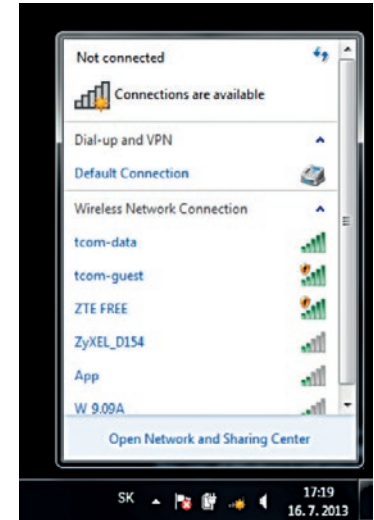 Not connected
Connections are available
Dial-up and VPN
Default Connection
Wireless Network Connection
tcom-data
tcom-guest
ZTE FREE
ZyXEL_D154
App
W 9.09A
Open Network and Sharing Center
SK
17:19
16. 7. 2013